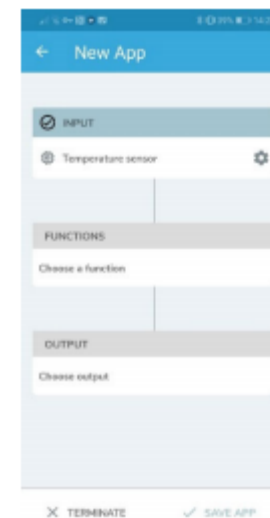 New App
INPUT
Temperature sensor
FUNCTIONS
Choose a function
OUTPUT
Choose output
TERMINATE
SAVE APP